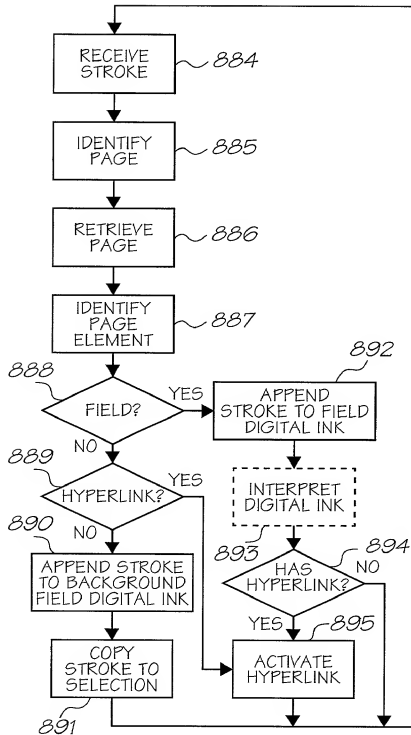 RECEIVE
STROKE
884
IDENTIFY
PAGE
885
RETRIEVE
PAGE
886
IDENTIFY
PAGE
ELEMENT
887
888
FIELD?
YES
NO
892
APPEND
STROKE TO FIELD
DIGITAL INK
889
HYPERLINK?
YES
NO
INTERPRET
DIGITAL INK
893
890
APPEND STROKE
TO BACKGROUND
FIELD DIGITAL INK
894
HAS
HYPERLINK?
NO
YES
895
COPY
STROKE TO
SELECTION
891
ACTIVATE
HYPERLINK